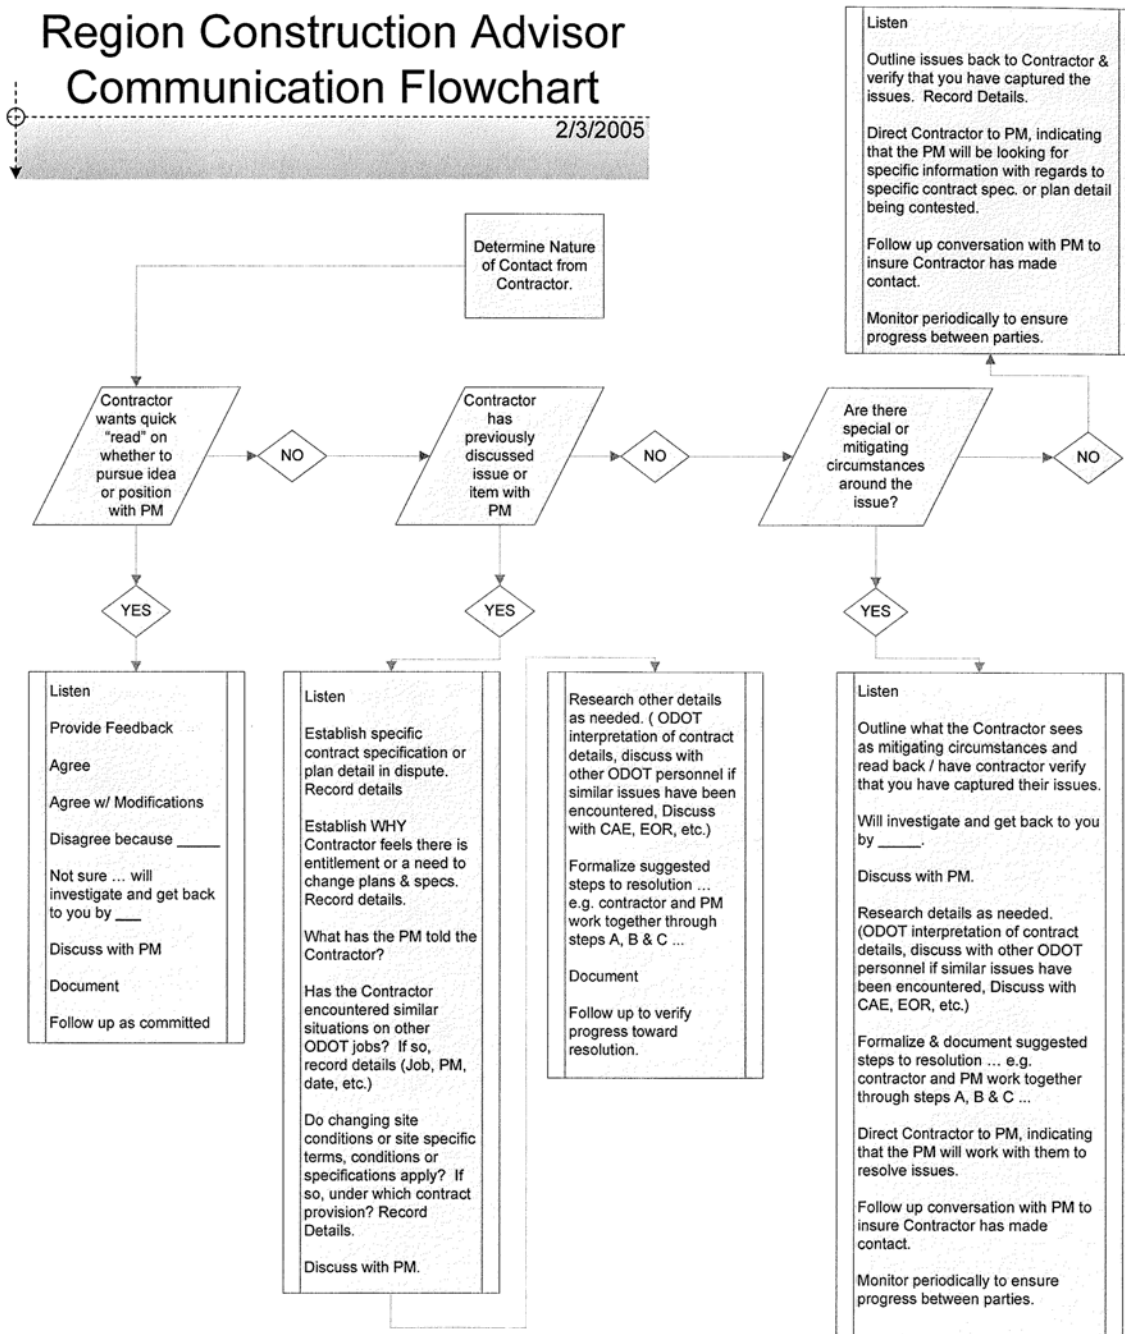 Region Construction Advisor
Communication Flowchart
2/3/2005
Listen
Outline issues back to Contractor &
verify that you have captured the
issues. Record Details.
Direct Contractor to PM, indicating
that the PM will be looking for
specific information with regards to
specific contract spec. or plan detail
being contested.
Follow up conversation with PM to
insure Contractor has made
contact.
Monitor periodically to ensure
progress between parties.
Determine Nature
of Contact from
Contractor.
Contractor
wants quick
"read" on
whether to
pursue idea
or position
with PM
NO
Contractor
has
previously
discussed
issue or
item with
PM
NO
Are there
special or
mitigating
circumstances
around the
issue?
NO
YES
YES
YES
Listen
Provide Feedback
Agree
Agree w/ Modifications
Disagree because _____
Not sure ... will
investigate and get back
to you by ___
Discuss with PM
Document
Follow up as committed
Listen
Establish specific
contract specification or
plan detail in dispute.
Record details
Establish WHY
Contractor feels there is
entitlement or a need to
change plans & specs.
Record details.
What has the PM told the
Contractor?
Has the Contractor
encountered similar
situations on other
ODOT jobs? If so,
record details (Job, PM,
date, etc.)
Do changing site
conditions or site specific
terms, conditions or
specifications apply? If
so, under which contract
provision? Record
Details.
Discuss with PM.
Research other details
as needed. ( ODOT
interpretation of contract
details, discuss with
other ODOT personnel if
similar issues have been
encountered, Discuss
with CAE, EOR, etc.)
Formalize suggested
steps to resolution ...
e.g. contractor and PM
work together through
steps A, B & C ...
Document
Follow up to verify
progress toward
resolution.
Listen
Outline what the Contractor sees
as mitigating circumstances and
read back / have contractor verify
that you have captured their issues.
Will investigate and get back to you
by _____.
Discuss with PM.
Research details as needed.
(ODOT interpretation of contract
details, discuss with other ODOT
personnel if similar issues have
been encountered, Discuss with
CAE, EOR, etc.)
Formalize & document suggested
steps to resolution ... e.g.
contractor and PM work together
through steps A, B & C ...
Direct Contractor to PM, indicating
that the PM will work with them to
resolve issues.
Follow up conversation with PM to
insure Contractor has made
contact.
Monitor periodically to ensure
progress between parties.